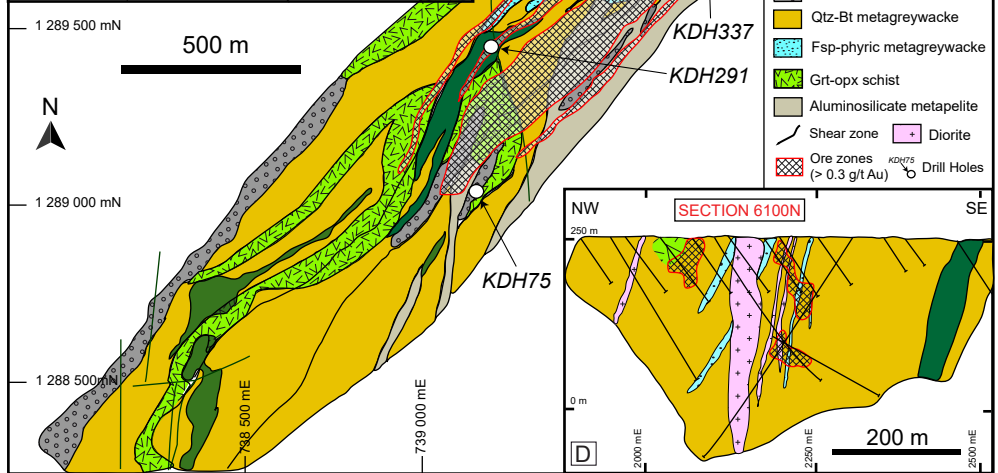 1 289 500 mN
500 m
N
KDH337
KDH291
1 289 000 mN
KDH75
1 288 500mN
738 500 mE
739 000 mE
Qtz-Bt metagreywacke
Fsp-phyric metagreywacke
Grt-opx schist
Aluminosilicate metapelite
Shear zone
Diorite
Ore zones
(> 0.3 g/t Au)
KDH75
Drill Holes
NW
SECTION 6100N
SE
250 m
0 m
D
2000 mE
2250 mE
2500 mE
200 m